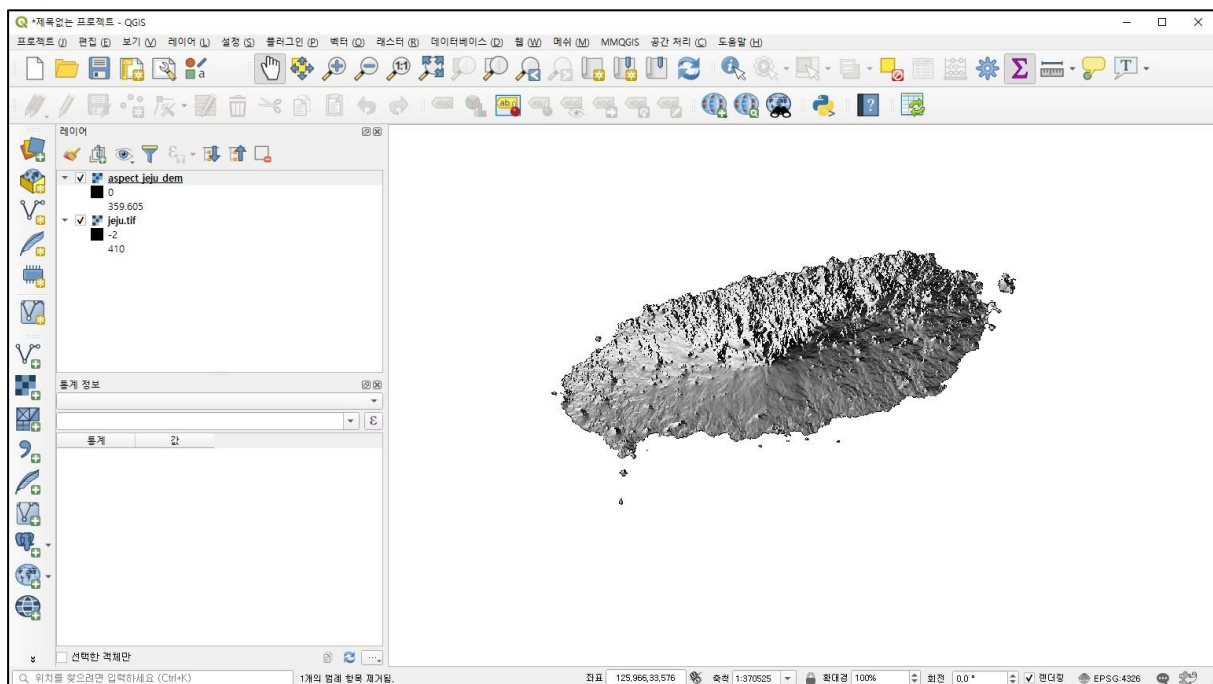 *제목없는 프로젝트 - QGIS
프로젝트 (J) 편집 (E) 보기 (V) 레이어 (L) 설정 (S) 플러그인 (P) 벡터 (O) 래스터 (R) 데이터베이스 (D) 웹 (W) 메쉬 (M) MMQGIS 공간 처리 (C) 도움말 (H)
레이어
aspect_jeju_dem
0
359.605
jeju.tif
-2
410
통계 정보
통계 값
선택한 객체만
위치를 찾으려면 입력하세요 (Ctrl+K) 1개의 범례 항목 제거됨. 좌표 125,966,33,576 축척 1:370525 확대경 100% 회전 0.0 ° 렌더링 EPSG:4326